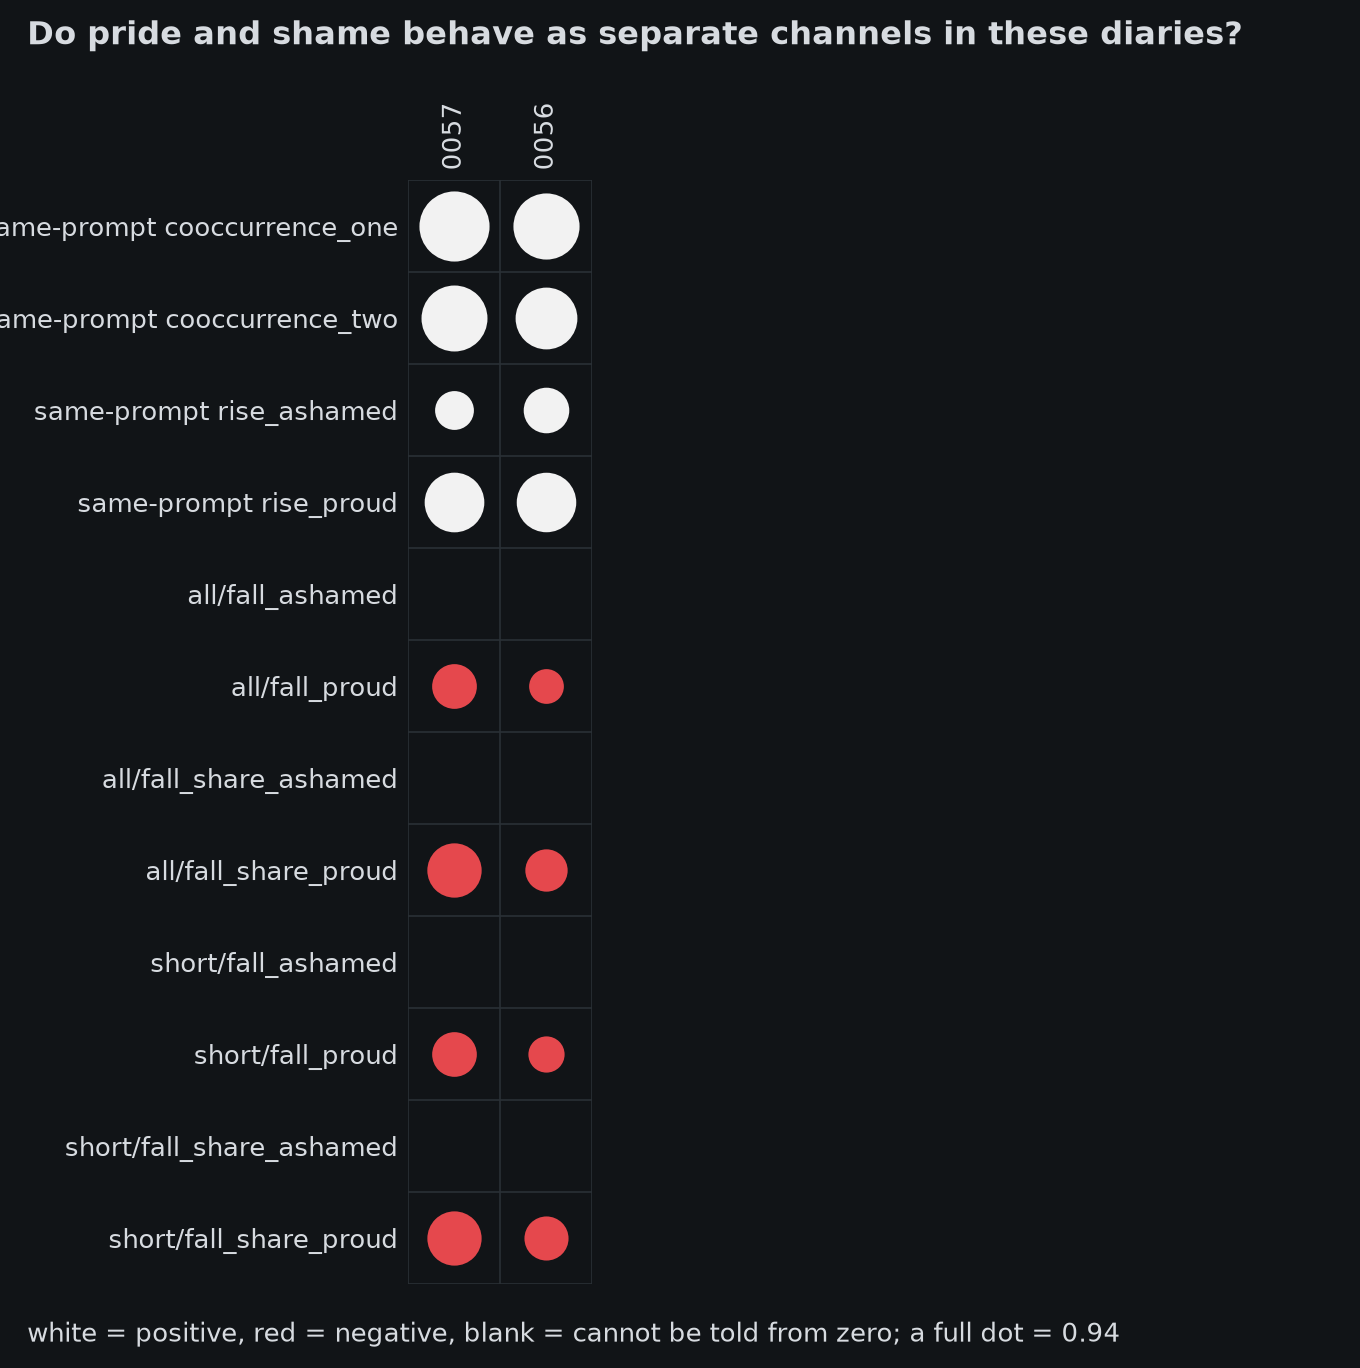 Do pride and shame behave as separate channels in these diaries?
0057 0056
ame-prompt cooccurrence_one
ame-prompt cooccurrence_two
same-prompt rise_ashamed
same-prompt rise_proud
all/fall_ashamed
all/fall_proud
all/fall_share_ashamed
all/fall_share_proud
short/fall_ashamed
short/fall_proud
short/fall_share_ashamed
short/fall_share_proud
white = positive, red = negative, blank = cannot be told from zero; a full dot = 0.94